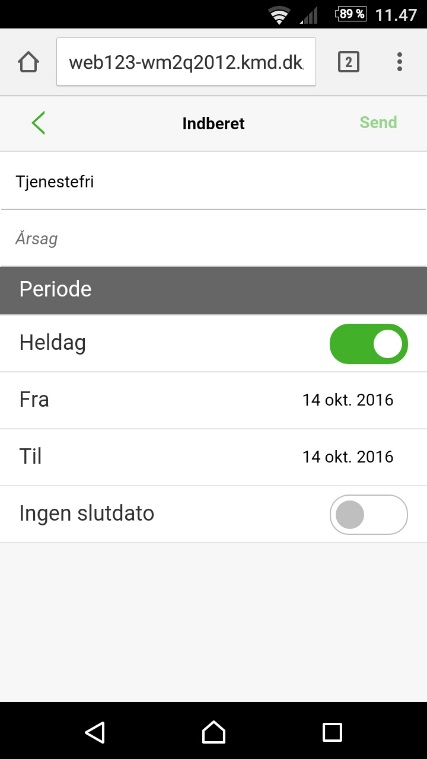 89 % 11.47
web123-wm2q2012.kmd.dk
2
Indberet Send
Tjenestefri
Årsag
Periode
Heldag
Fra 14 okt. 2016
Til 14 okt. 2016
Ingen slutdato